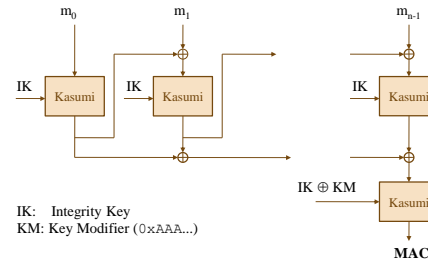 m0 m1 mn-1
IK Kasumi IK Kasumi IK Kasumi
IK ⊕ KM Kasumi
IK: Integrity Key
KM: Key Modifier (0xAAA...)
MAC